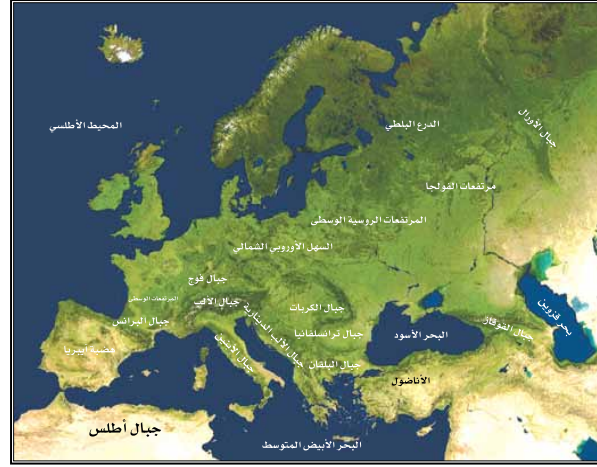 جبال الأورال
المحيط الأطلسي
الدرع البلطي
مرتفعات الفولجا
المرتفعات الروسية الوسطى
السهل الأوروبي الشمالي
جبال فوج
جبال الألب
المرتفعات الوسطى
جبال الكربات
بحر قزوين
جبال البرانس
جبال القوقاز
جبال ترانسلفانيا
البحر الأسود
جبال الألب الدينارية
جبال الأبنين
هضبة أيبيريا
جبال البلقان
الأناضول
جبال أطلس
البحر الأبيض المتوسط